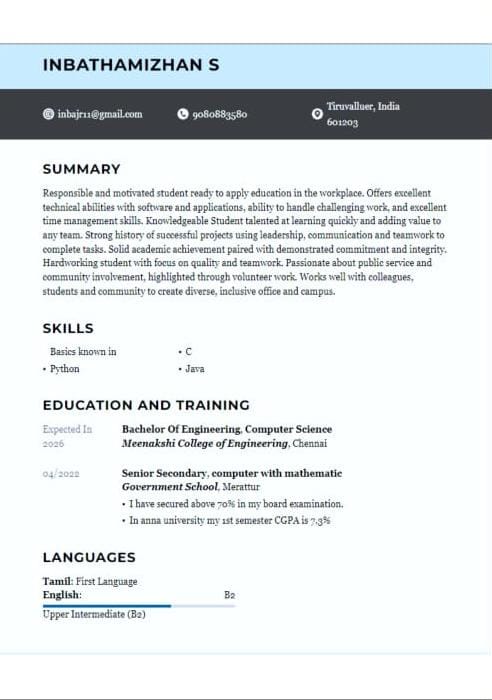 INBATHAMIZHAN S
inbajr11@gmail.com
9080883580
Tiruvalluer, India
601203
SUMMARY
Responsible and motivated student ready to apply education in the workplace. Offers excellent
technical abilities with software and applications, ability to handle challenging work, and excellent
time management skills. Knowledgeable Student talented at learning quickly and adding value to
any team. Strong history of successful projects using leadership, communication and teamwork to
complete tasks. Solid academic achievement paired with demonstrated commitment and integrity.
Hardworking student with focus on quality and teamwork. Passionate about public service and
community involvement, highlighted through volunteer work. Works well with colleagues,
students and community to create diverse, inclusive office and campus.
SKILLS
Basics known in
• Python
• C
• Java
EDUCATION AND TRAINING
Expected In
2026
Bachelor Of Engineering, Computer Science
Meenakshi College of Engineering, Chennai
04/2022
Senior Secondary, computer with mathematic
Government School, Merattur
• I have secured above 70% in my board examination.
• In anna university my 1st semester CGPA is 7.3%
LANGUAGES
Tamil: First Language
English:
B2
Upper Intermediate (B2)